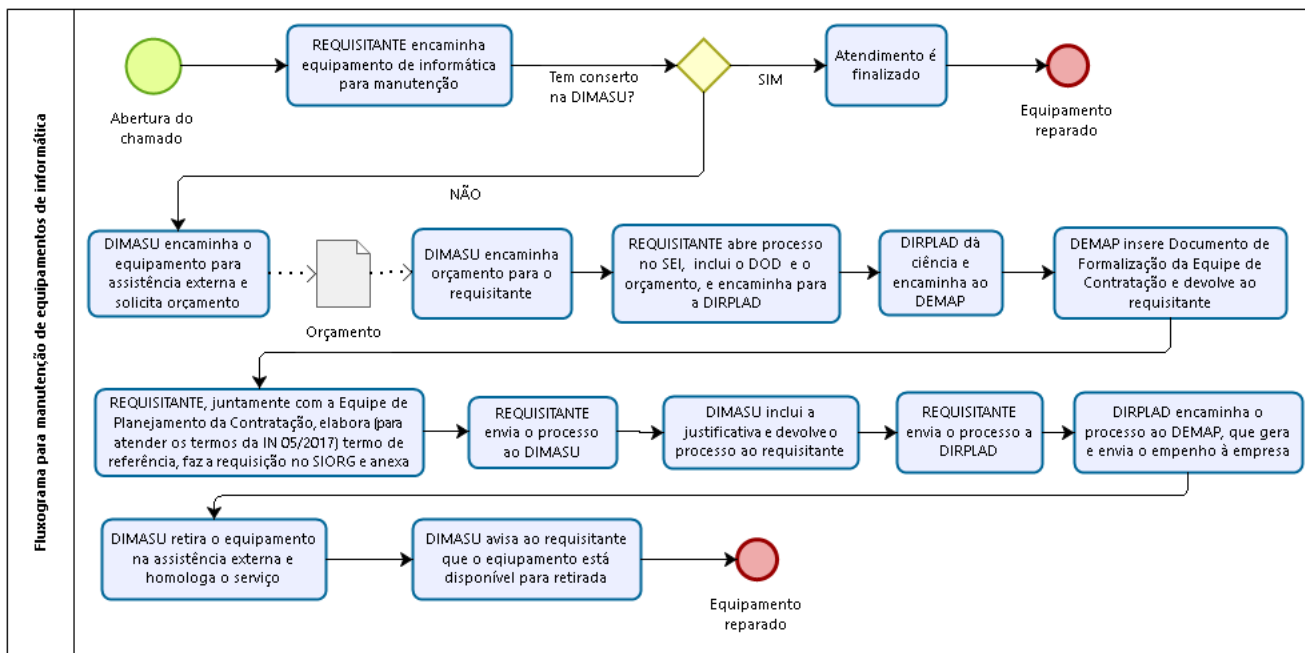 Fluxograma para manutenção de equipamentos de informática
REQUISITANTE encaminha
equipamento de informática
para manutenção
Abertura do
chamado
Tem conserto
na DIMASU?
SIM
Atendimento é
finalizado
Equipamento
reparado
NÃO
DIMASU encaminha o
equipamento para
assistência externa e
solicita orçamento
Orçamento
DIMASU encaminha
orçamento para o
requisitante
REQUISITANTE abre processo
no SEI, inclui o DOD e o
orçamento, e encaminha para
a DIRPLAD
DIRPLAD dá
ciência e
encaminha ao
DEMAP
DEMAP insere Documento de
Formalização da Equipe de
Contratação e devolve ao
requisitante
REQUISITANTE, juntamente com a Equipe de
Planejamento da Contratação, elabora (para
atender os termos da IN 05/2017) termo de
referência, faz a requisição no SIORG e anexa
REQUISITANTE
envia o processo
ao DIMASU
DIMASU inclui a
justificativa e devolve o
processo ao requisitante
REQUISITANTE
envia o processo a
DIRPLAD
DIRPLAD encaminha o
processo ao DEMAP, que gera
e envia o empenho à empresa
DIMASU retira o equipamento
na assistência externa e
homologa o serviço
DIMASU avisa ao requisitante
que o eqiupamento está
disponível para retirada
Equipamento
reparado